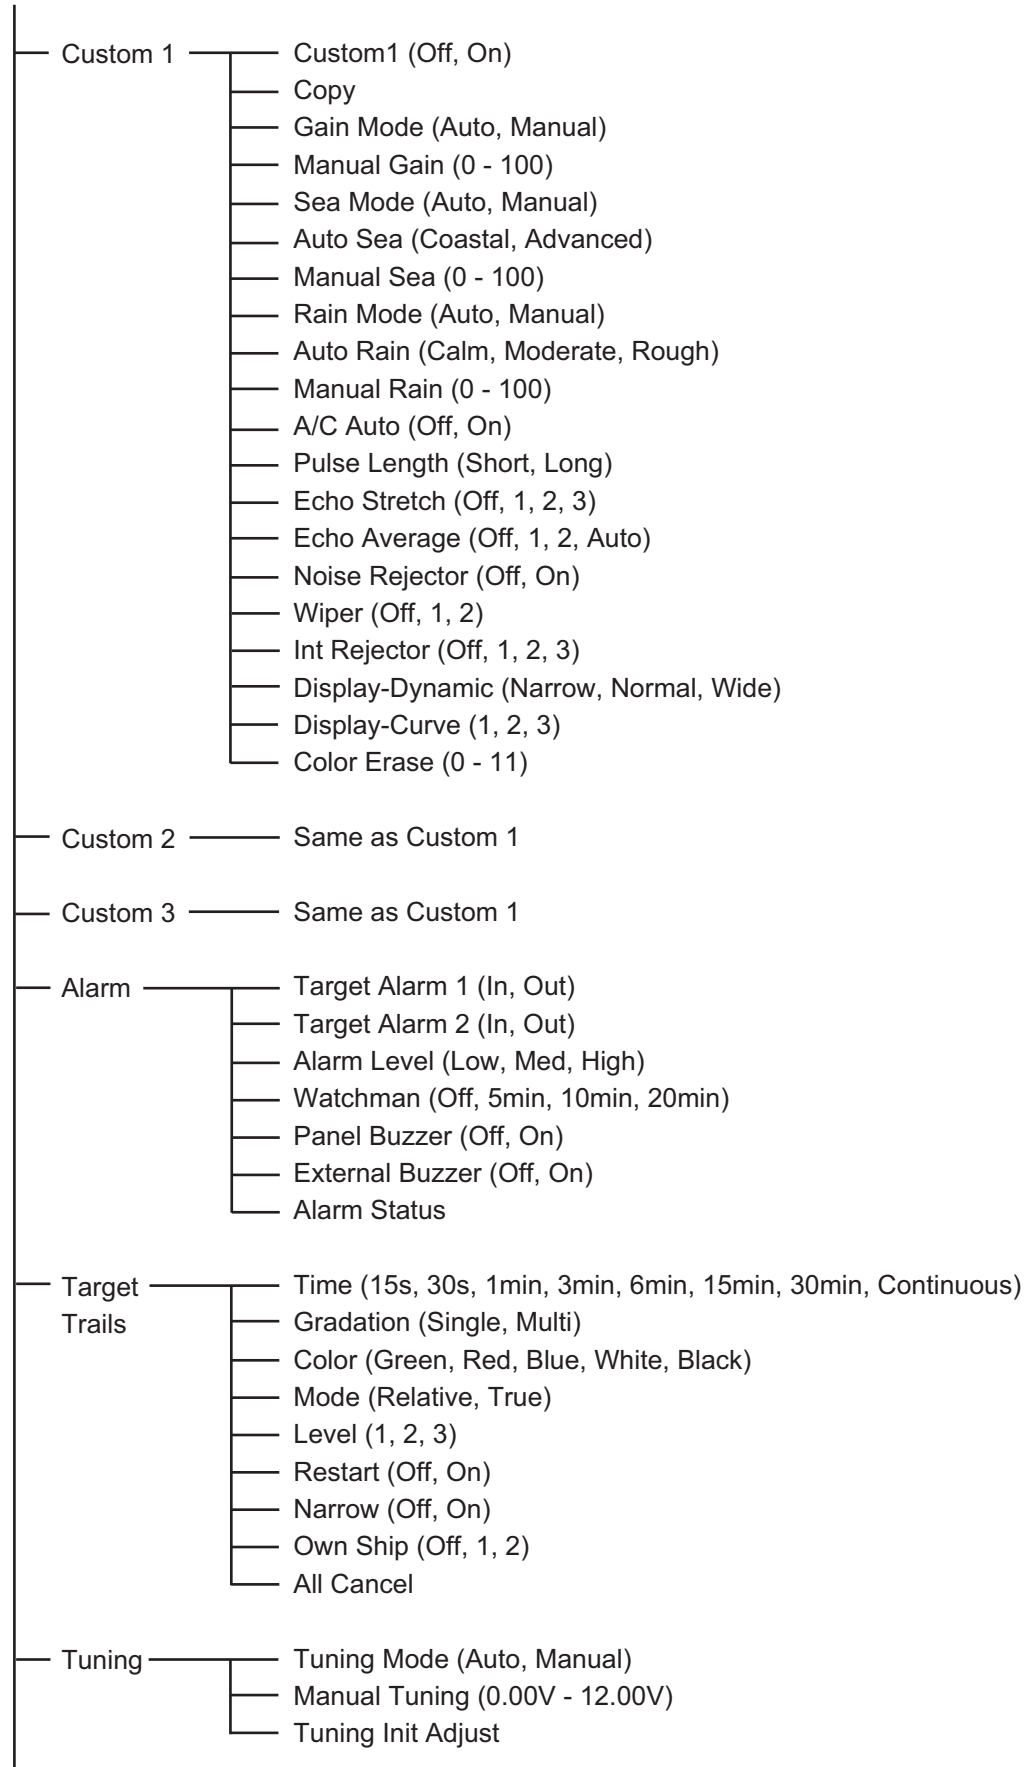 Custom 1
Custom1 (Off, On)
Copy
Gain Mode (Auto, Manual)
Manual Gain (0 - 100)
Sea Mode (Auto, Manual)
Auto Sea (Coastal, Advanced)
Manual Sea (0 - 100)
Rain Mode (Auto, Manual)
Auto Rain (Calm, Moderate, Rough)
Manual Rain (0 - 100)
A/C Auto (Off, On)
Pulse Length (Short, Long)
Echo Stretch (Off, 1, 2, 3)
Echo Average (Off, 1, 2, Auto)
Noise Rejector (Off, On)
Wiper (Off, 1, 2)
Int Rejector (Off, 1, 2, 3)
Display-Dynamic (Narrow, Normal, Wide)
Display-Curve (1, 2, 3)
Color Erase (0 - 11)
Custom 2
Same as Custom 1
Custom 3
Same as Custom 1
Alarm
Target Alarm 1 (In, Out)
Target Alarm 2 (In, Out)
Alarm Level (Low, Med, High)
Watchman (Off, 5min, 10min, 20min)
Panel Buzzer (Off, On)
External Buzzer (Off, On)
Alarm Status
Target
Trails
Time (15s, 30s, 1min, 3min, 6min, 15min, 30min, Continuous)
Gradation (Single, Multi)
Color (Green, Red, Blue, White, Black)
Mode (Relative, True)
Level (1, 2, 3)
Restart (Off, On)
Narrow (Off, On)
Own Ship (Off, 1, 2)
All Cancel
Tuning
Tuning Mode (Auto, Manual)
Manual Tuning (0.00V - 12.00V)
Tuning Init Adjust